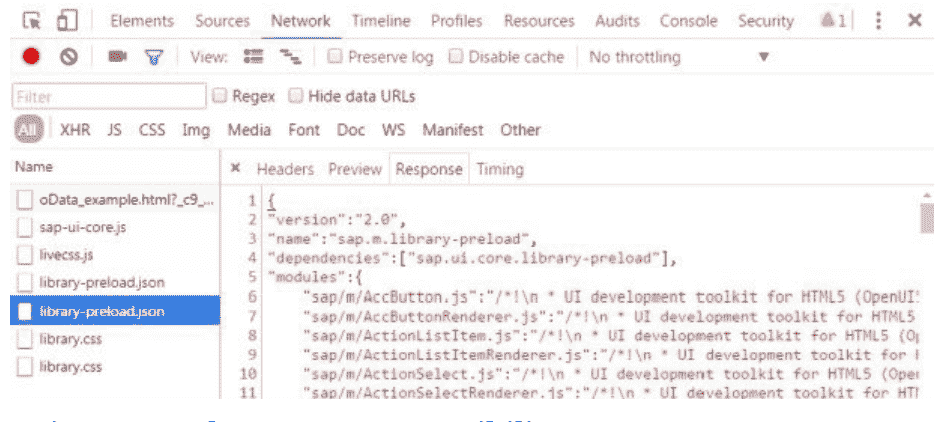 Elements Sources Network Timeline Profiles Resources Audits Console Security 1
View: Preserve log Disable cache No throttling
Filter Regex Hide data URLs
All XHR JS CSS Img Media Font Doc WS Manifest Other
Name
oData_example.html?_c9_...
sap-ui-core.js
livecss.js
library-preload.json
library-preload.json
library.css
library.css
× Headers Preview Response Timing
1 {
2 "version":"2.0",
3 "name":"sap.m.library-preload",
4 "dependencies":["sap.ui.core.library-preload"],
5 "modules":{
6 "sap/m/AccButton.js":"/*!\n * UI development toolkit for HTML5 (OpenUI
7 "sap/m/AccButtonRenderer.js":"/*!\n * UI development toolkit for HTML5
8 "sap/m/ActionListItem.js":"/*!\n * UI development toolkit for HTML5 (O
9 "sap/m/ActionListItemRenderer.js":"/*!\n * UI development toolkit for
10 "sap/m/ActionSelect.js":"/*!\n * UI development toolkit for HTML5 (Open
11 "sap/m/ActionSelectRenderer.js":"/*!\n * UI development toolkit for